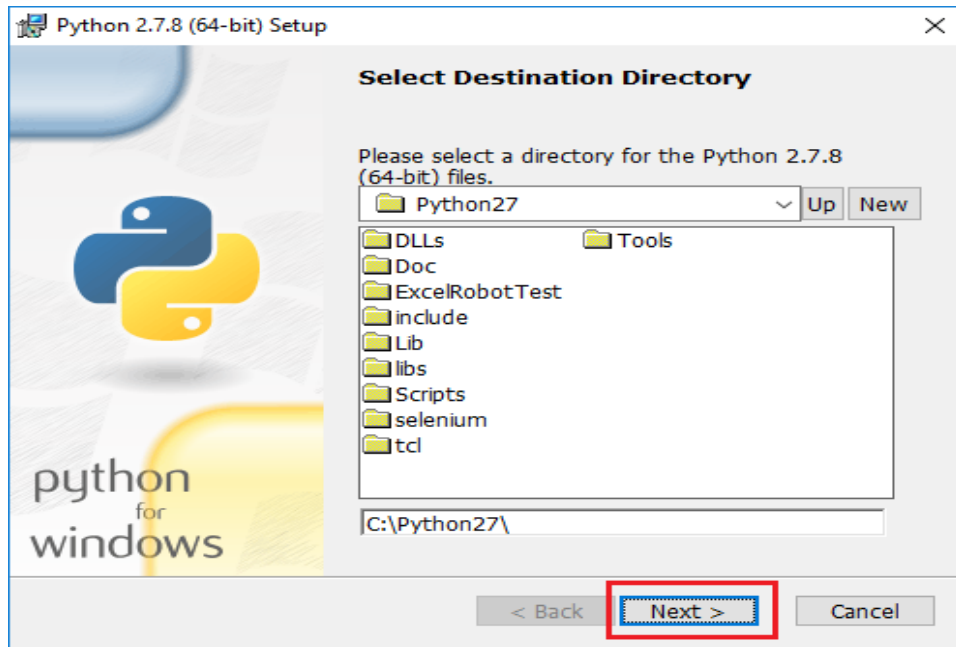 Python 2.7.8 (64-bit) Setup
Select Destination Directory
Please select a directory for the Python 2.7.8
(64-bit) files.
Python27
Up New
DLLs Tools
Doc
ExcelRobotTest
include
Lib
libs
Scripts
selenium
tcl
C:\Python27\
python
for
windows
< Back Next > Cancel